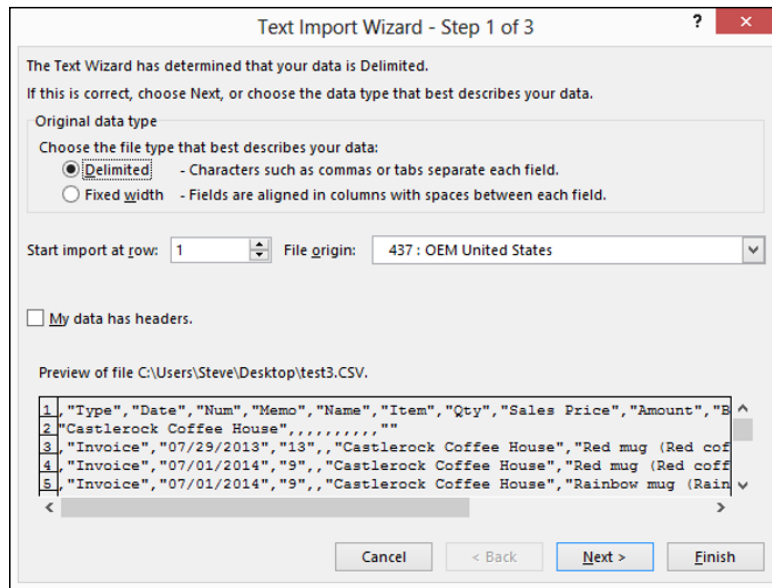 Text Import Wizard - Step 1 of 3
?
The Text Wizard has determined that your data is Delimited.
If this is correct, choose Next, or choose the data type that best describes your data.
Original data type
Choose the file type that best describes your data:
Delimited - Characters such as commas or tabs separate each field.
Fixed width - Fields are aligned in columns with spaces between each field.
Start import at row: 1 File origin: 437 : OEM United States
My data has headers.
Preview of file C:\Users\Steve\Desktop\test3.CSV.
1 ,"Type","Date","Num","Memo","Name","Item","Qty","Sales Price","Amount","B
2 "Castlerock Coffee House",,,,,,,,,,""
3 ,"Invoice","07/29/2013","13",,"Castlerock Coffee House","Red mug (Red cof
4 ,"Invoice","07/01/2014","9",,"Castlerock Coffee House","Red mug (Red coff
5 ,"Invoice","07/01/2014","9",,"Castlerock Coffee House","Rainbow mug (Rain
Cancel < Back Next > Finish